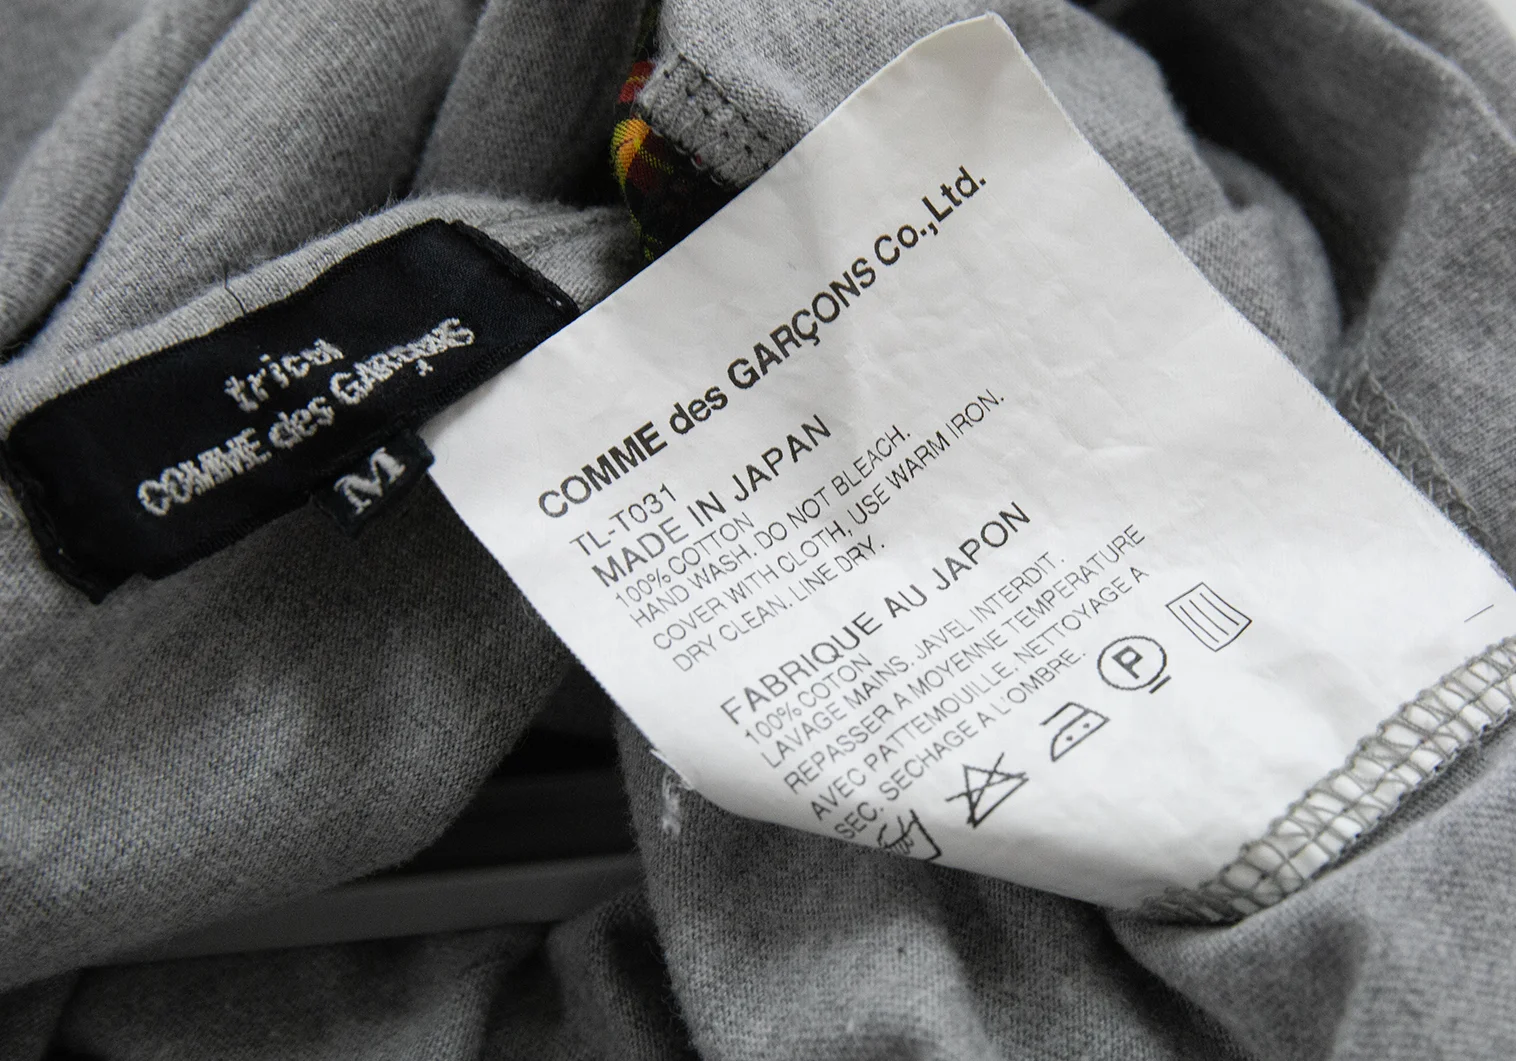 tricot
COMME des GARÇONS
M
COMME des GARÇONS Co.,Ltd.
TL-T031
MADE IN JAPAN
100% COTTON
HAND WASH. DO NOT BLEACH.
COVER WITH CLOTH, USE WARM IRON.
DRY CLEAN. LINE DRY.
FABRIQUE AU JAPON
100% COTON
LAVAGE MAINS. JAVEL INTERDIT.
REPASSER A MOYENNE TEMPERATURE
AVEC PATTEMOUILLE. NETTOYAGE A
SEC. SECHAGE A L'OMBRE.
P